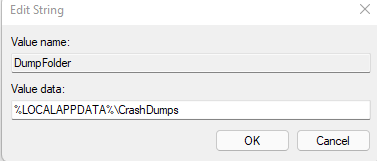 Edit String
Value name:
DumpFolder
Value data:
%LOCALAPPDATA%\CrashDumps
OK
Cancel